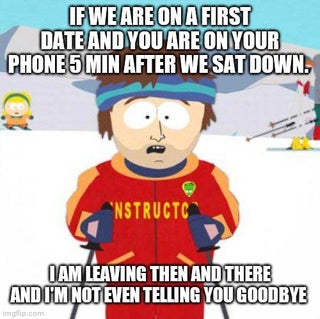 IF WE ARE ON A FIRST
DATE AND YOU ARE ON YOUR
PHONE 5 MIN AFTER WE SAT DOWN.
NSTRUCTO
I AM LEAVING THEN AND THERE
AND I'M NOT EVEN TELLING YOU GOODBYE
imgflip.com